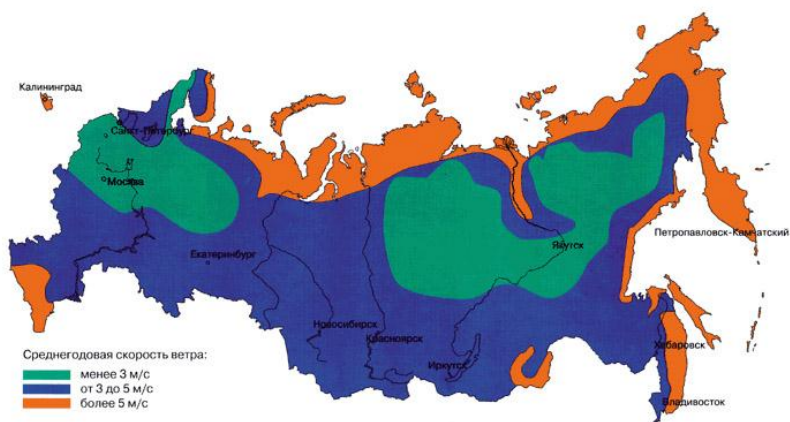 Калининград
Санкт-Петербург
Москва
Екатеринбург
Новосибирск
Красноярск
Иркутск
Якутск
Петропавловск-Камчатский
Хабаровск
Владивосток
Среднегодовая скорость ветра:
менее 3 м/с
от 3 до 5 м/с
более 5 м/с